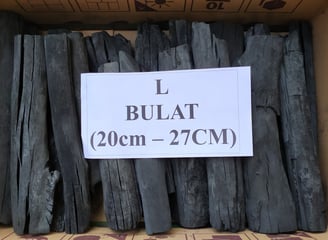 L
BULAT
(20cm – 27CM)